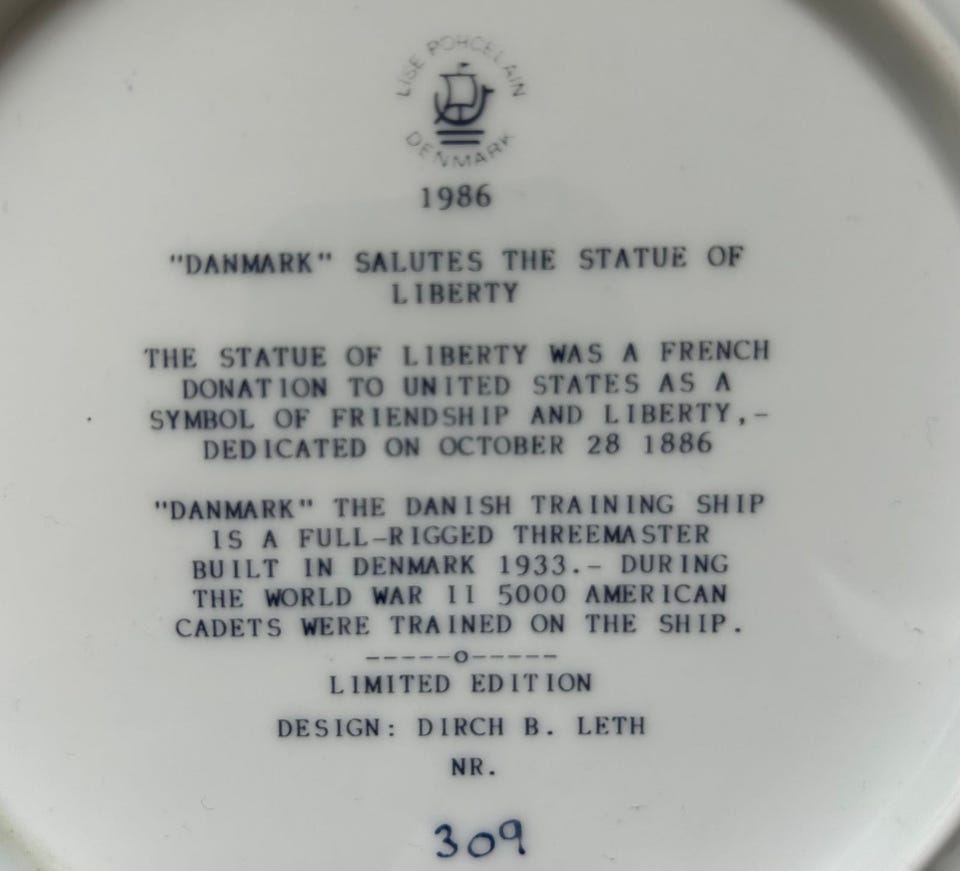 LISE PORCELAIN
DENMARK
1986
"DANMARK" SALUTES THE STATUE OF
LIBERTY
THE STATUE OF LIBERTY WAS A FRENCH
DONATION TO UNITED STATES AS A
SYMBOL OF FRIENDSHIP AND LIBERTY,-
DEDICATED ON OCTOBER 28 1886
"DANMARK" THE DANISH TRAINING SHIP
IS A FULL-RIGGED THREEMASTER
BUILT IN DENMARK 1933.- DURING
THE WORLD WAR II 5000 AMERICAN
CADETS WERE TRAINED ON THE SHIP.
-----o-----
LIMITED EDITION
DESIGN: DIRCH B. LETH
NR.
309